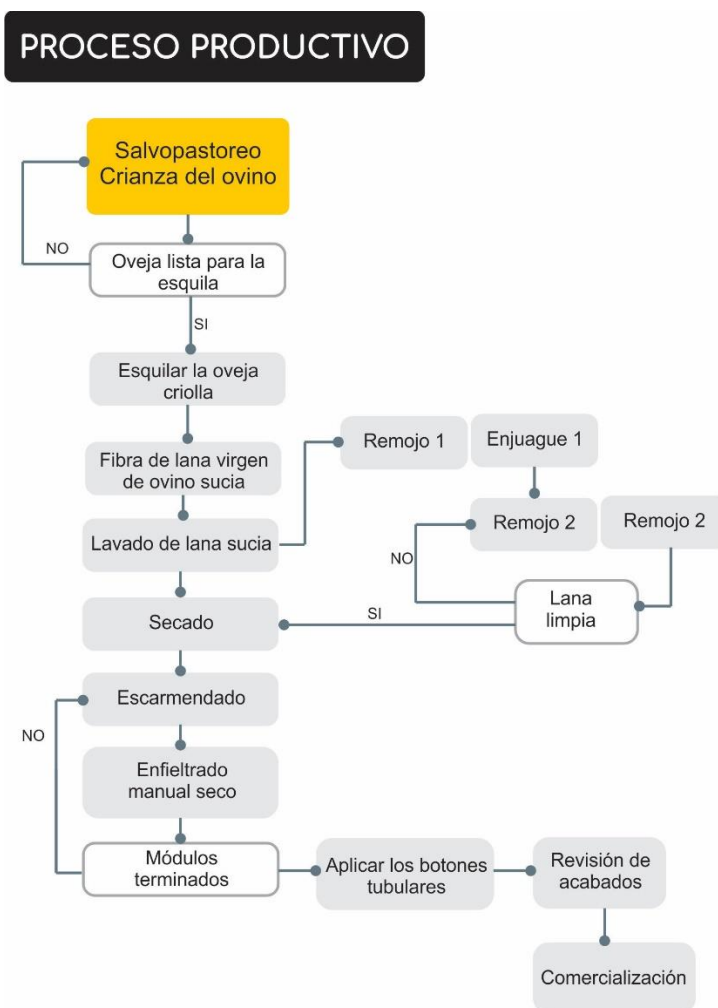 PROCESO PRODUCTIVO
Salvopastoreo
Crianza del ovino
NO
Oveja lista para la
esquila
SI
Esquilar la oveja
criolla
Fibra de lana virgen
de ovino sucia
Lavado de lana sucia
Remojo 1
Enjuague 1
Remojo 2
Remojo 2
NO
Lana
limpia
SI
Secado
Escarmendado
NO
Enfieltrado
manual seco
Módulos
terminados
Aplicar los botones
tubulares
Revisión de
acabados
Comercialización